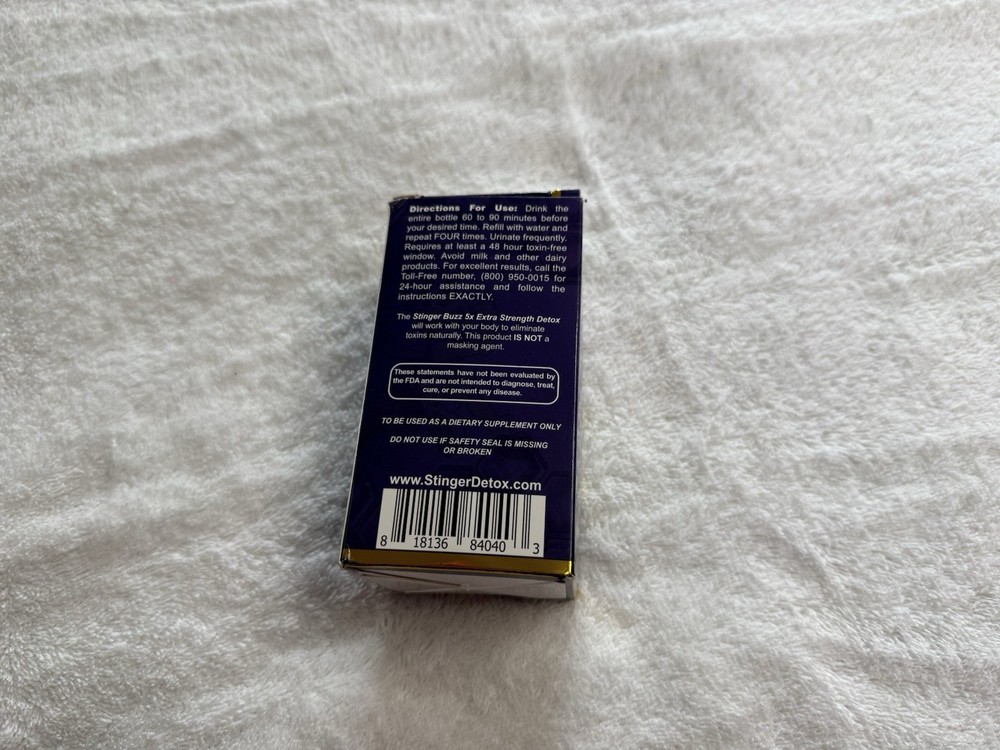 Directions For Use: Drink the
entire bottle 60 to 90 minutes before
your desired time. Refill with water and
repeat FOUR times. Urinate frequently.
Requires at least a 48 hour toxin-free
window. Avoid milk and other dairy
products. For excellent results, call the
Toll-Free number, (800) 950-0015 for
24-hour assistance and follow the
instructions EXACTLY.
The Stinger Buzz 5x Extra Strength Detox
will work with your body to eliminate
toxins naturally. This product IS NOT a
masking agent.
These statements have not been evaluated by
the FDA and are not intended to diagnose, treat,
cure, or prevent any disease.
TO BE USED AS A DIETARY SUPPLEMENT ONLY
DO NOT USE IF SAFETY SEAL IS MISSING
OR BROKEN
www.StingerDetox.com
8 18136 84040 3